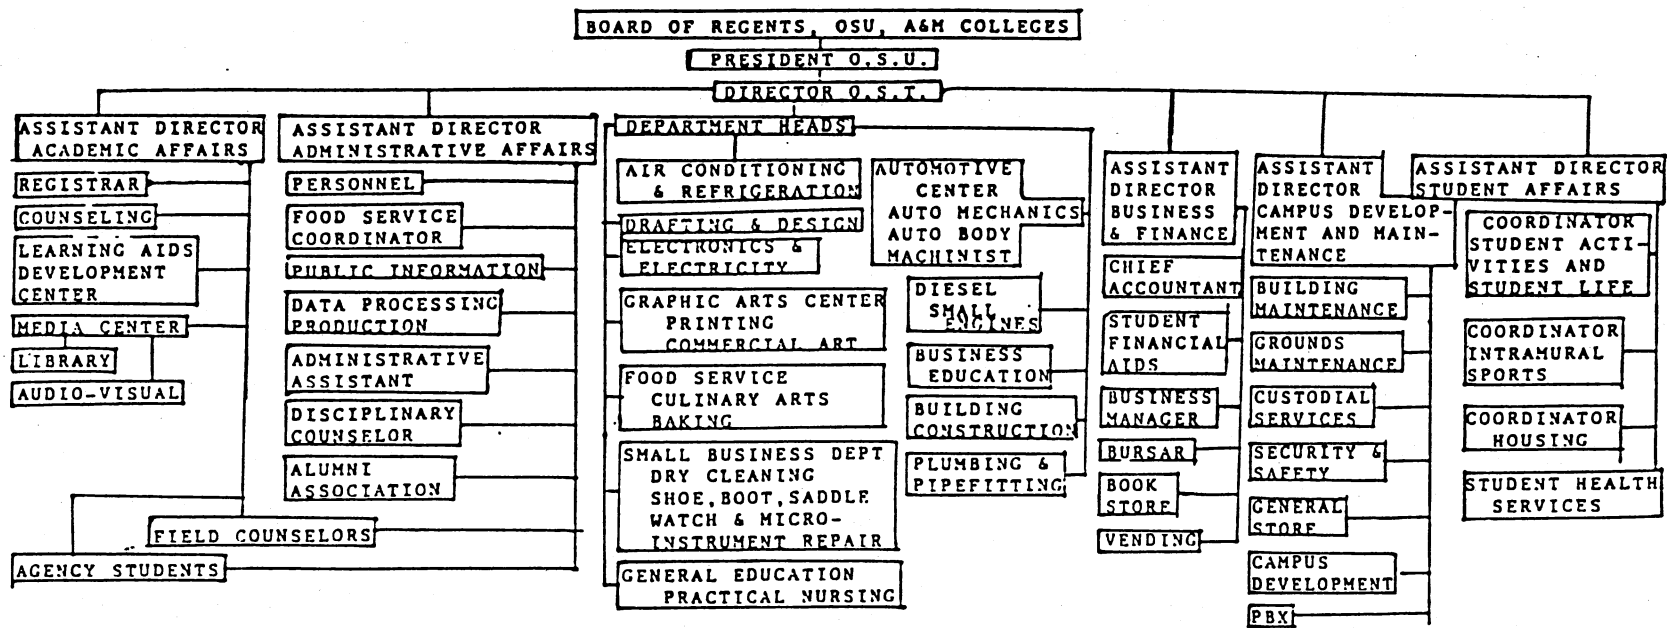 BOARD OF REGENTS, OSU, A&M COLLEGES
PRESIDENT O.S.U.
DIRECTOR O.S.T.
ASSISTANT DIRECTOR
ACADEMIC AFFAIRS
REGISTRAR
COUNSELING
LEARNING AIDS
DEVELOPMENT
CENTER
MEDIA CENTER
LIBRARY
AUDIO-VISUAL
FIELD COUNSELORS
AGENCY STUDENTS
ASSISTANT DIRECTOR
ADMINISTRATIVE AFFAIRS
PERSONNEL
FOOD SERVICE
COORDINATOR
PUBLIC INFORMATION
DATA PROCESSING
PRODUCTION
ADMINISTRATIVE
ASSISTANT
DISCIPLINARY
COUNSELOR
ALUMNI
ASSOCIATION
DEPARTMENT HEADS
AIR CONDITIONING
& REFRIGERATION
DRAFTING & DESIGN
ELECTRONICS &
ELECTRICITY
GRAPHIC ARTS CENTER
PRINTING
COMMERCIAL ART
FOOD SERVICE
CULINARY ARTS
BAKING
SMALL BUSINESS DEPT
DRY CLEANING
SHOE, BOOT, SADDLE
WATCH & MICRO-
INSTRUMENT REPAIR
GENERAL EDUCATION
PRACTICAL NURSING
AUTOMOTIVE
CENTER
AUTO MECHANICS
AUTO BODY
MACHINIST
DIESEL
SMALL
ENGINES
BUSINESS
EDUCATION
BUILDING
CONSTRUCTION
PLUMBING &
PIPEFITTING
ASSISTANT
DIRECTOR
BUSINESS
& FINANCE
CHIEF
ACCOUNTANT
STUDENT
FINANCIAL
AIDS
BUSINESS
MANAGER
BURSAR
BOOK
STORE
VENDING
ASSISTANT
DIRECTOR
CAMPUS DEVELOP-
MENT AND MAIN-
TENANCE
BUILDING
MAINTENANCE
GROUNDS
MAINTENANCE
CUSTODIAL
SERVICES
SECURITY &
SAFETY
GENERAL
STORE
CAMPUS
DEVELOPMENT
PBX
ASSISTANT DIRECTOR
STUDENT AFFAIRS
COORDINATOR
STUDENT ACTI-
VITIES AND
STUDENT LIFE
COORDINATOR
INTRAMURAL
SPORTS
COORDINATOR
HOUSING
STUDENT HEALTH
SERVICES